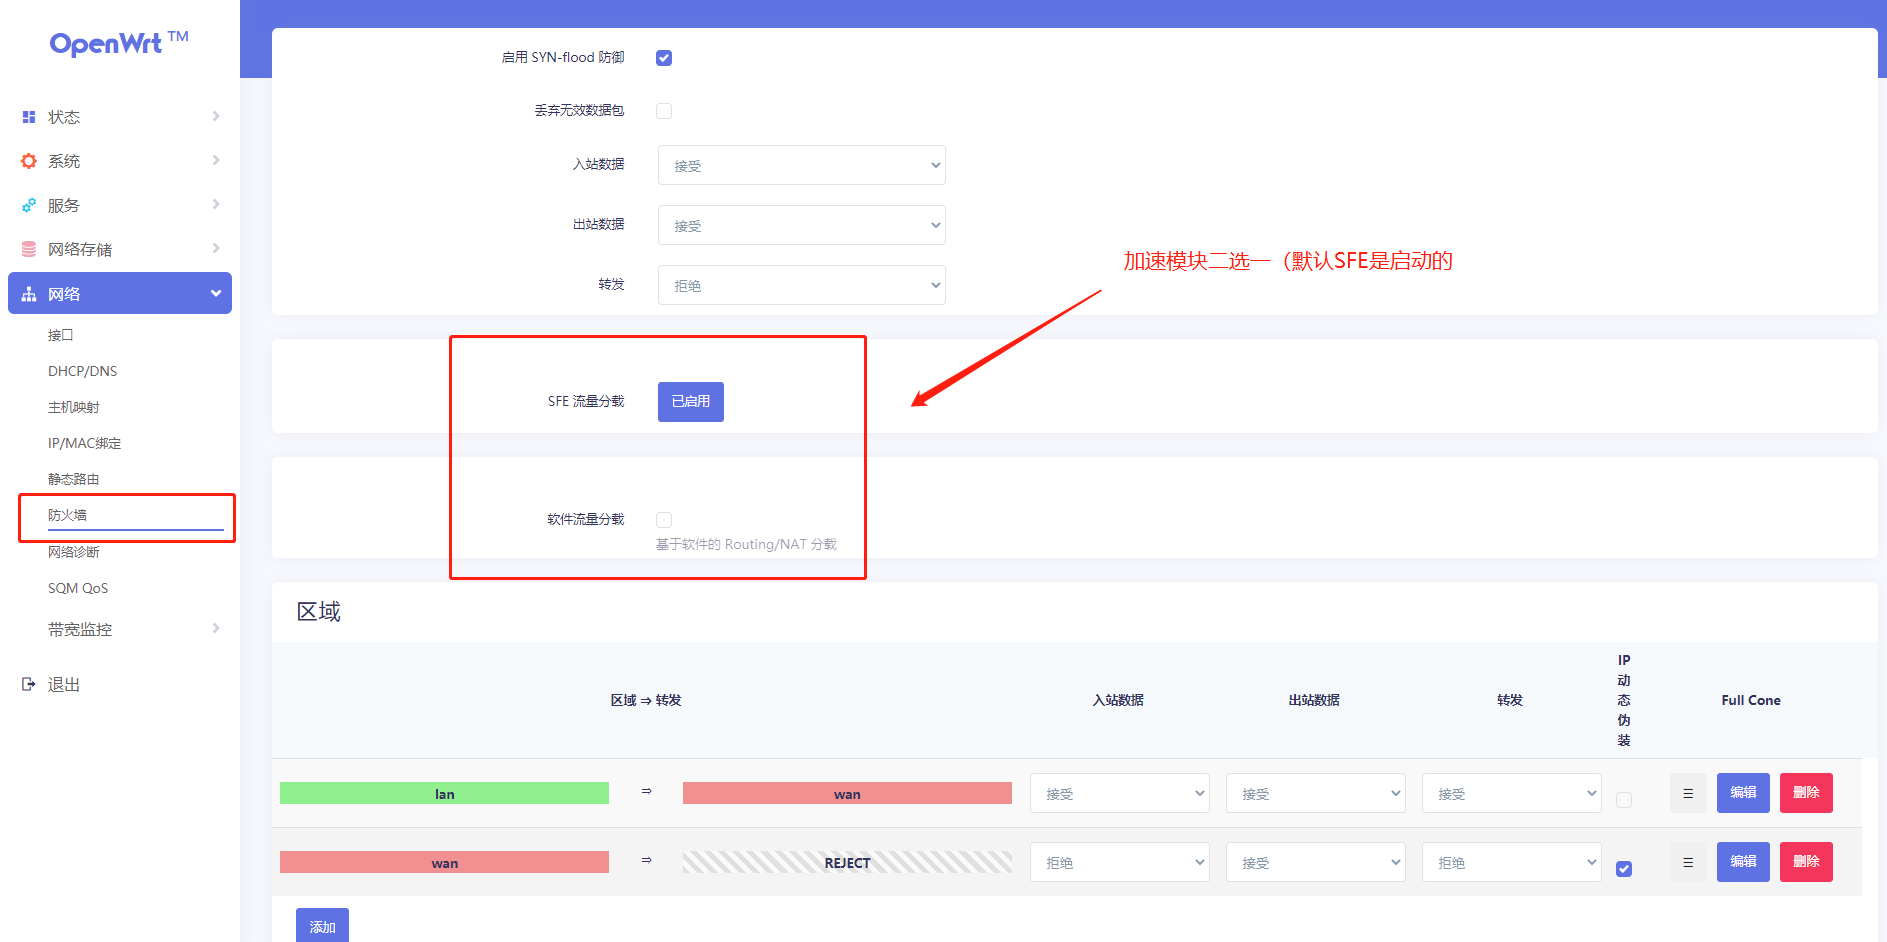 OpenWrt TM
状态
系统
服务
网络存储
网络
接口
DHCP/DNS
主机映射
IP/MAC绑定
静态路由
防火墙
网络诊断
SQM QoS
带宽监控
退出
启用 SYN-flood 防御
丢弃无效数据包
入站数据 接受
出站数据 接受
转发 拒绝
加速模块二选一（默认SFE是启动的
SFE 流量分载 已启用
软件流量分载
基于软件的 Routing/NAT 分载
区域
区域 ⇒ 转发 入站数据 出站数据 转发 IP动态伪装 Full Cone
lan ⇒ wan 接受 接受 接受 ☰ 编辑 删除
wan ⇒ REJECT 拒绝 接受 拒绝 ☰ 编辑 删除
添加